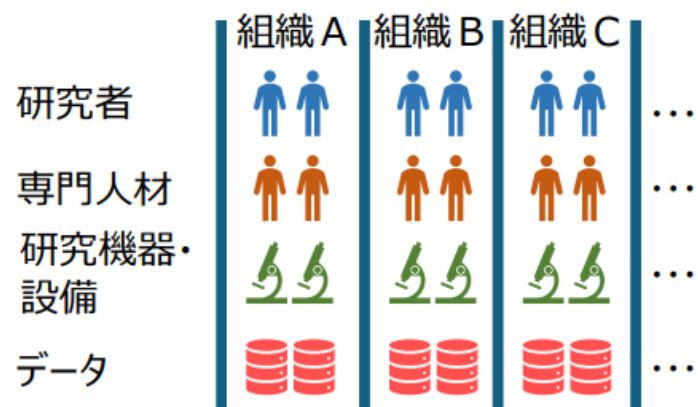 組織A 組織B 組織C
研究者 …
専門人材 …
研究機器・
設備 …
データ …